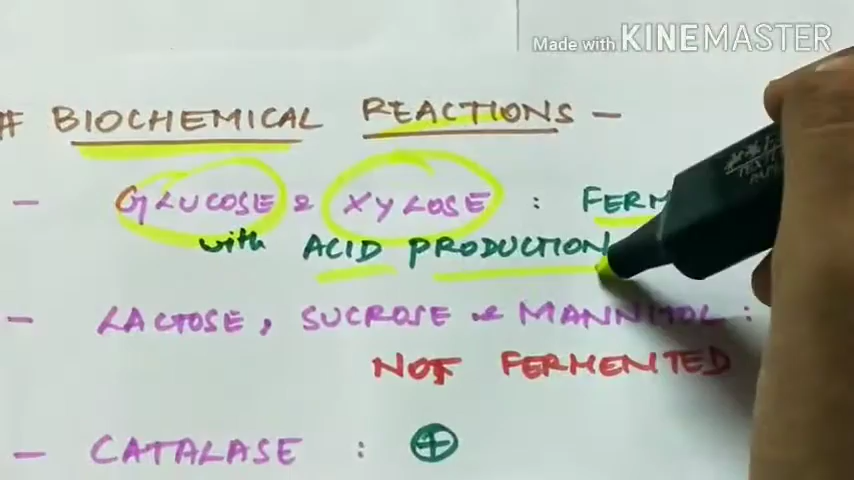 Made with KINEMASTER
# BIOCHEMICAL REACTIONS —
— GLUCOSE & XYLOSE : FERM
with ACID PRODUCTION
— LACTOSE, SUCROSE & MANNITOL :
NOT FERMENTED
— CATALASE : ⊕